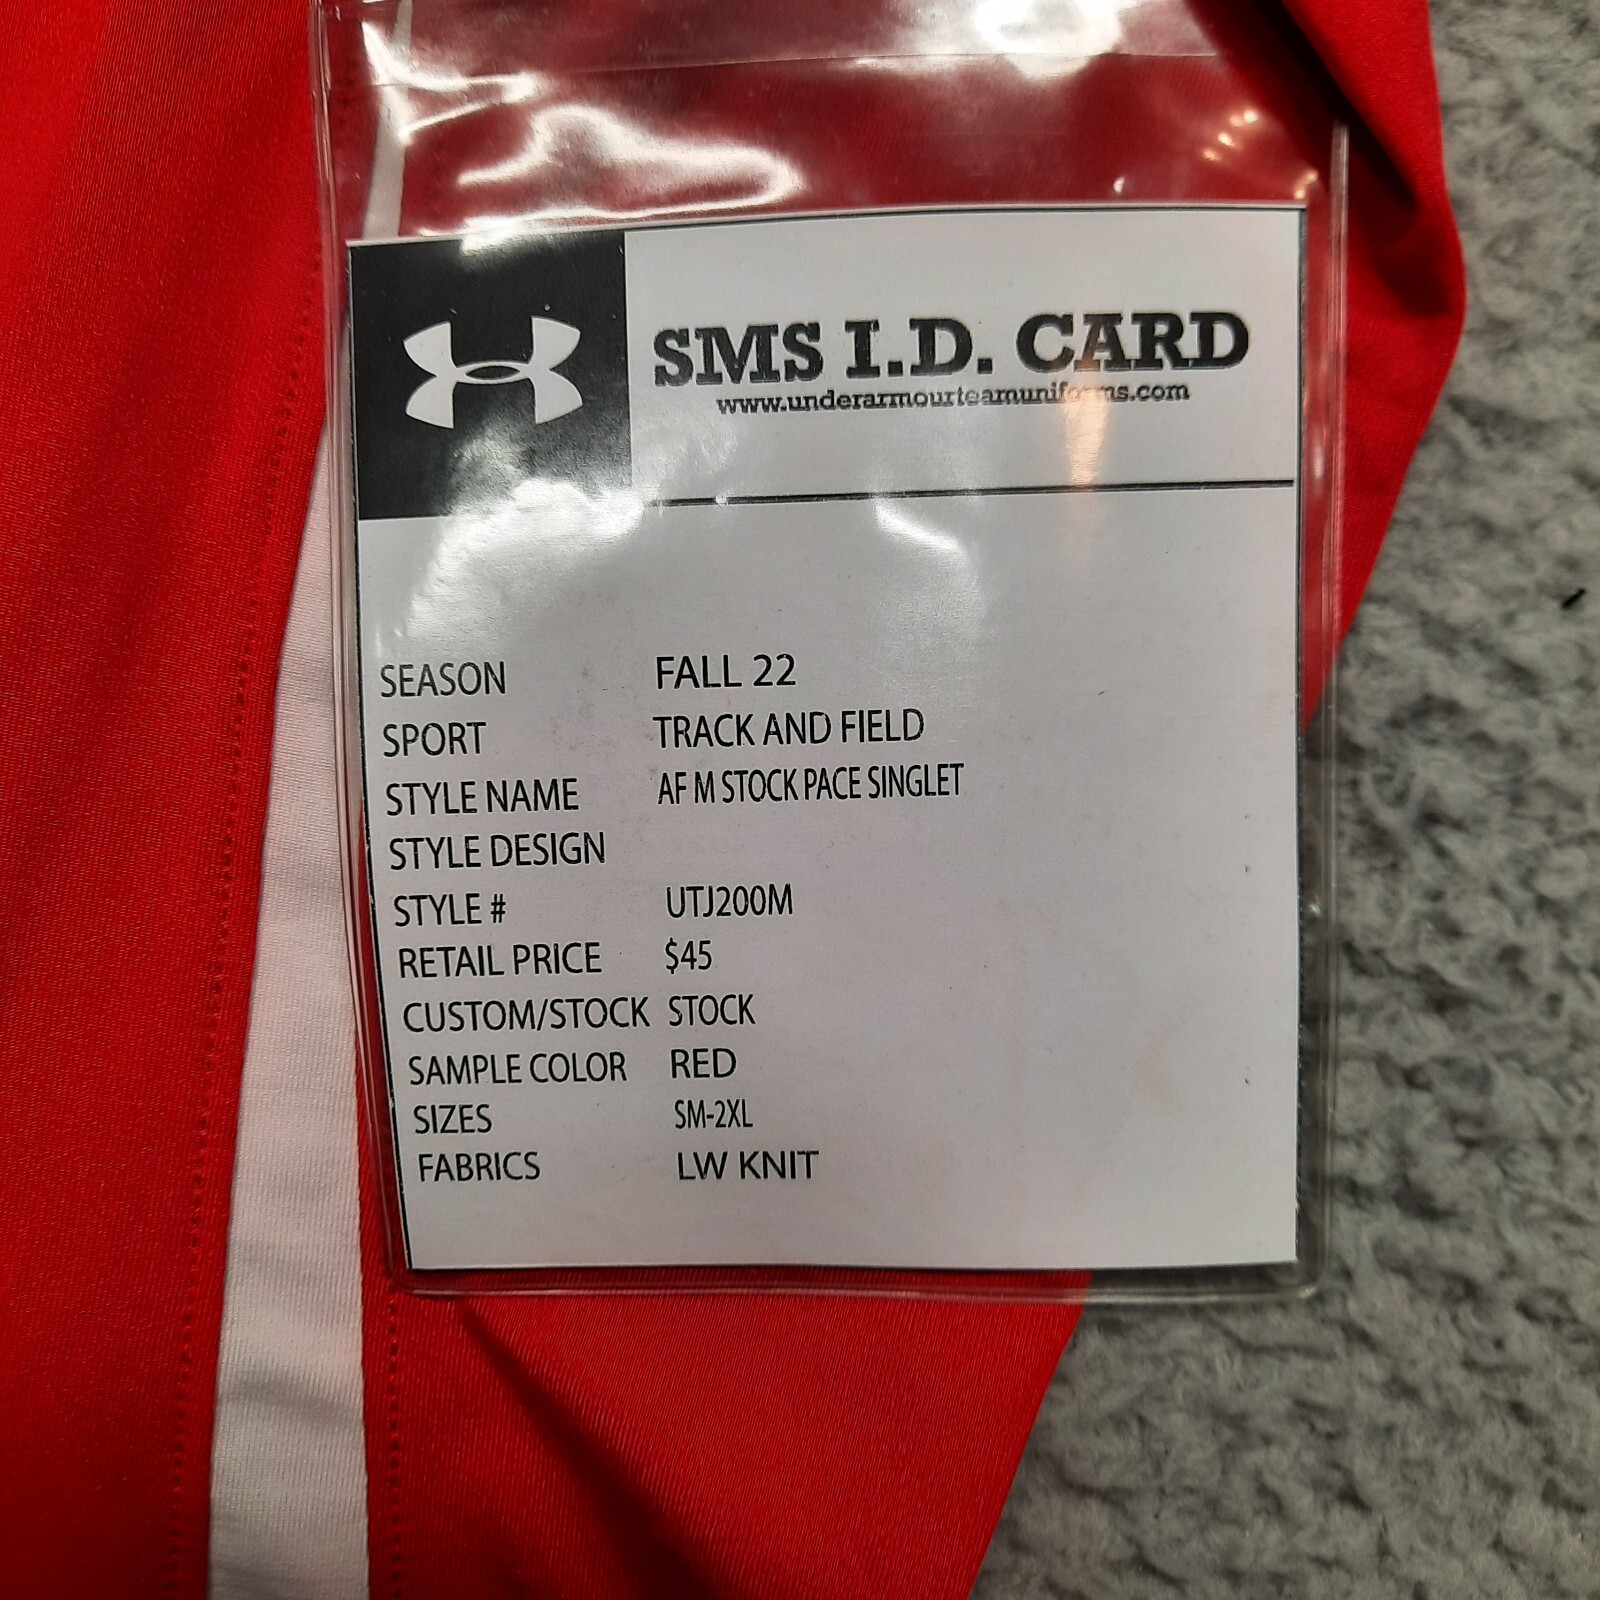 SMS I.D. CARD
www.underarmourteamuniforms.com
SEASON FALL 22
SPORT TRACK AND FIELD
STYLE NAME AF M STOCK PACE SINGLET
STYLE DESIGN
STYLE # UTJ200M
RETAIL PRICE $45
CUSTOM/STOCK STOCK
SAMPLE COLOR RED
SIZES SM-2XL
FABRICS LW KNIT